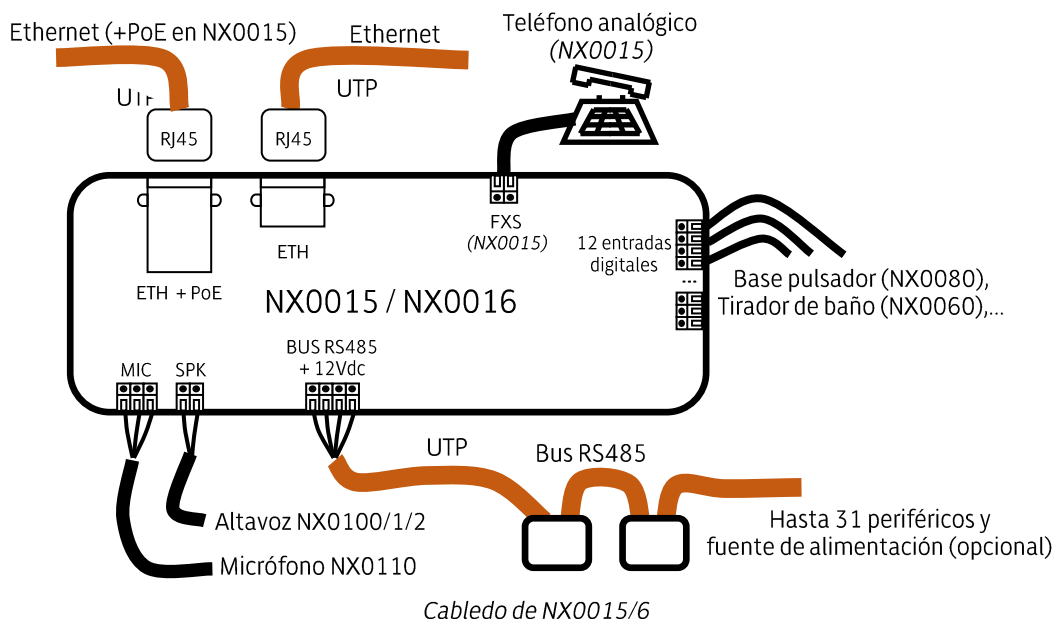 Ethernet (+PoE en NX0015)
Ethernet
Teléfono analógico
(NX0015)
UTP
RJ45
RJ45
FXS
(NX0015)
ETH
12 entradas
digitales
...
ETH + PoE
NX0015 / NX0016
Base pulsador (NX0080),
Tirador de baño (NX0060),...
BUS RS485
+ 12Vdc
MIC
SPK
UTP
Bus RS485
Altavoz NX0100/1/2
Hasta 31 periféricos y
fuente de alimentación (opcional)
Micrófono NX0110
Cabledo de NX0015/6